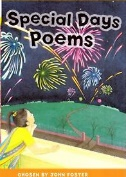 Special Days
Poems
CHOSEN BY JOHN FOSTER